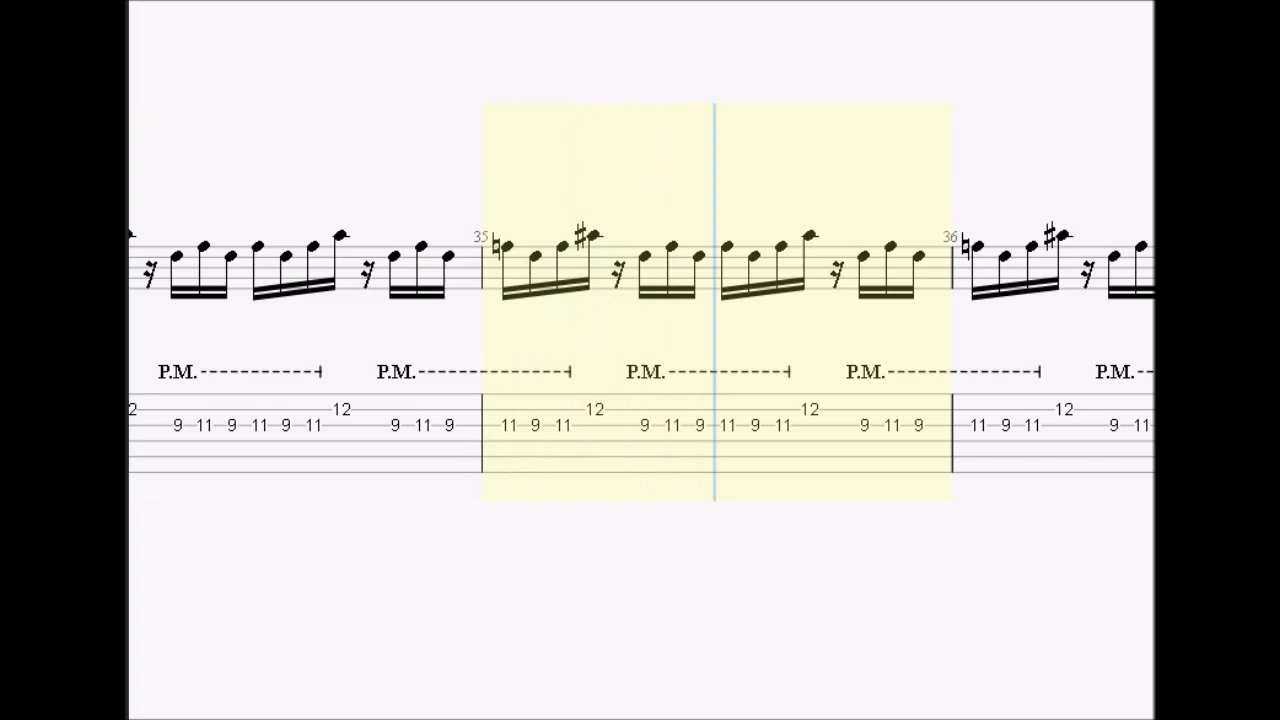 35 36
P.M. P.M. P.M. P.M. P.M.
2 12 12 12 12
9 11 9 11 9 11 9 11 9 11 9 11 9 11 9 11 9 11 9 11 9 11 9 11 9 11